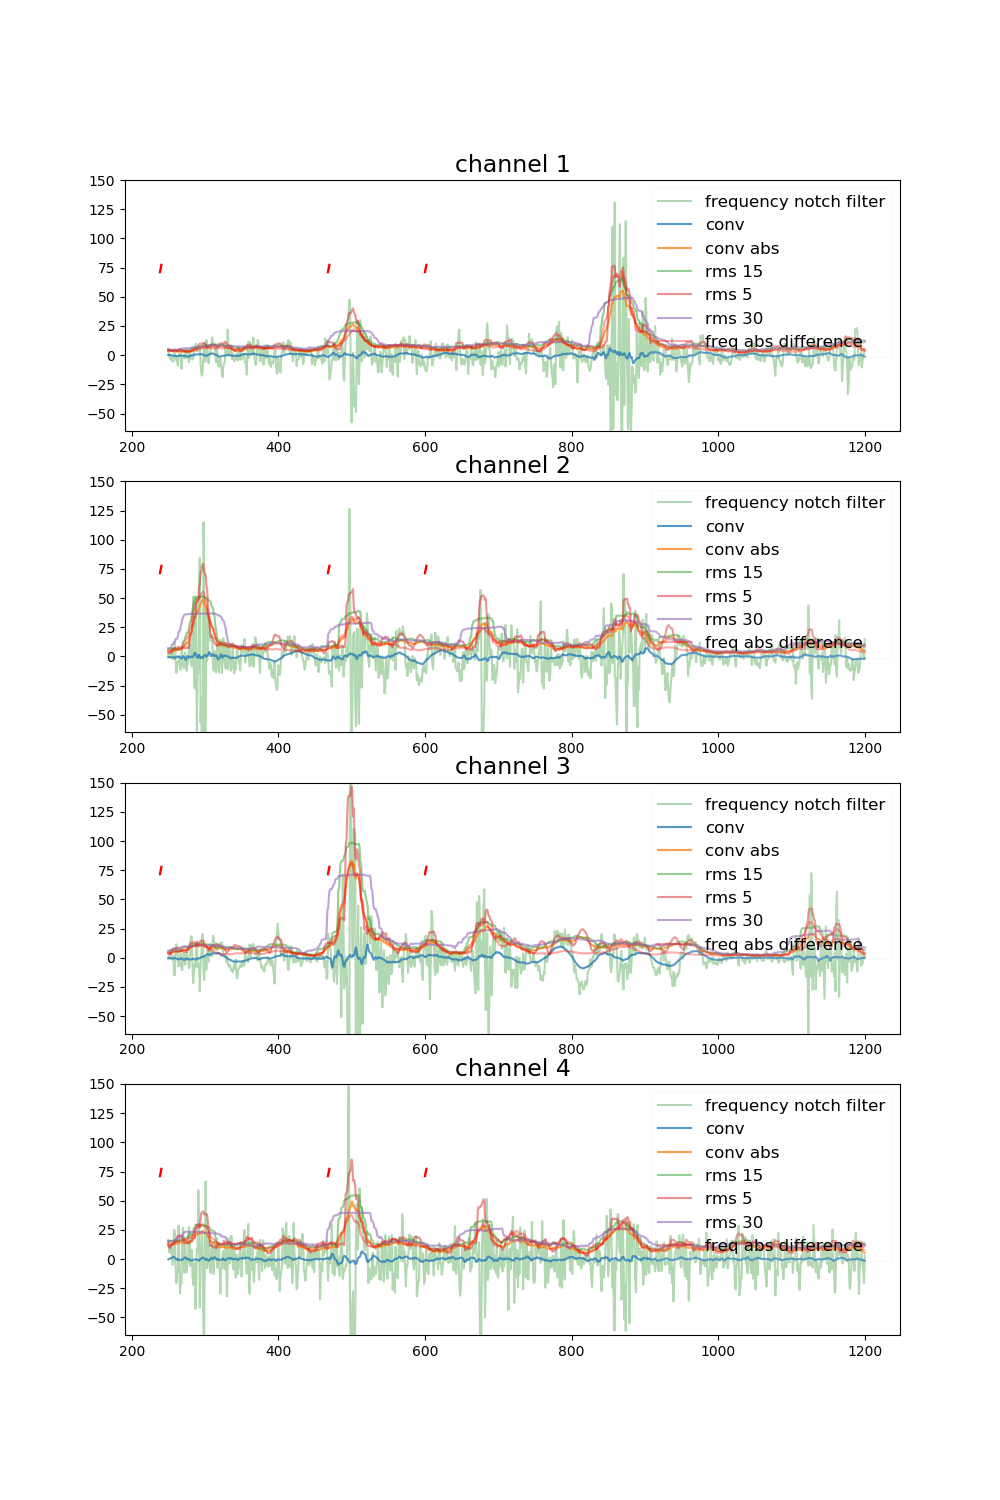 channel 1
150
125
100
75
50
25
0
−25
−50
frequency notch filter
conv
conv abs
rms 15
rms 5
rms 30
freq abs difference
200 400 600 800 1000 1200
channel 2
150
125
100
75
50
25
0
−25
−50
frequency notch filter
conv
conv abs
rms 15
rms 5
rms 30
freq abs difference
200 400 600 800 1000 1200
channel 3
150
125
100
75
50
25
0
−25
−50
frequency notch filter
conv
conv abs
rms 15
rms 5
rms 30
freq abs difference
200 400 600 800 1000 1200
channel 4
150
125
100
75
50
25
0
−25
−50
frequency notch filter
conv
conv abs
rms 15
rms 5
rms 30
freq abs difference
200 400 600 800 1000 1200